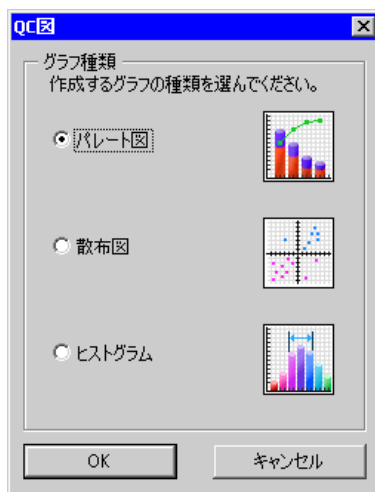 QC図
グラフ種類
作成するグラフの種類を選んでください。
パレート図
散布図
ヒストグラム
OK
キャンセル